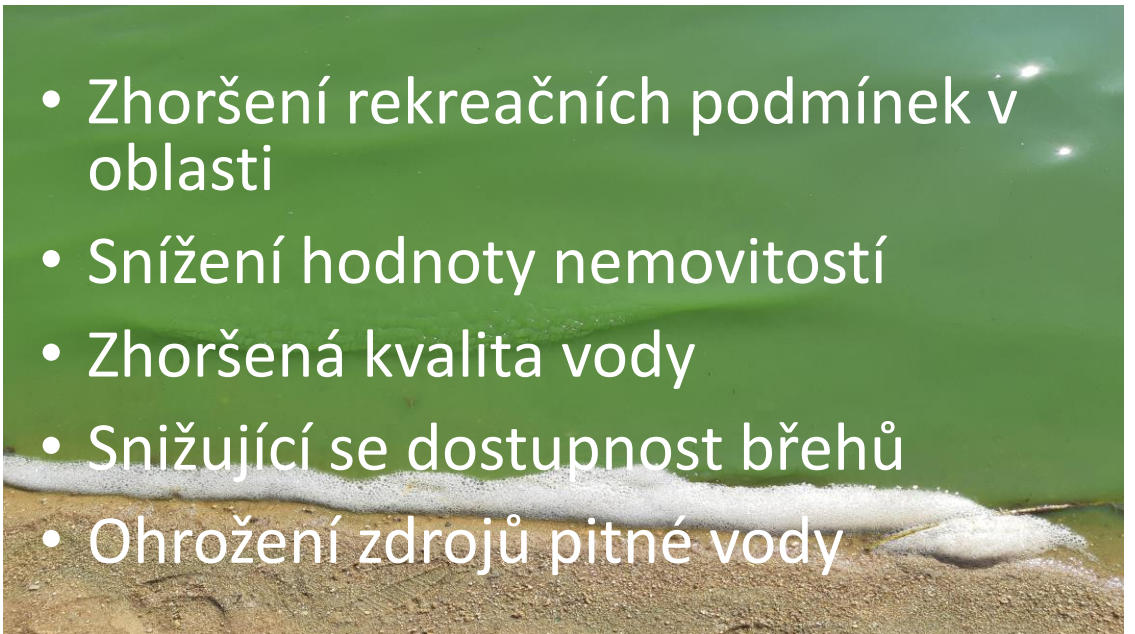 • Zhoršení rekreačních podmínek v
oblasti
• Snížení hodnoty nemovitostí
• Zhoršená kvalita vody
• Snižující se dostupnost břehů
• Ohrožení zdrojů pitné vody